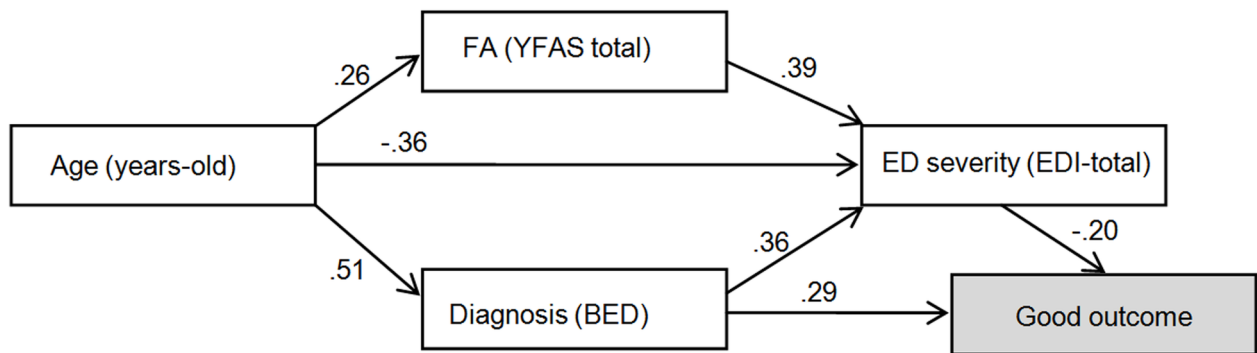 FA (YFAS total)
.26
.39
Age (years-old)
-.36
ED severity (EDI-total)
.51
.36
-.20
Diagnosis (BED)
.29
Good outcome